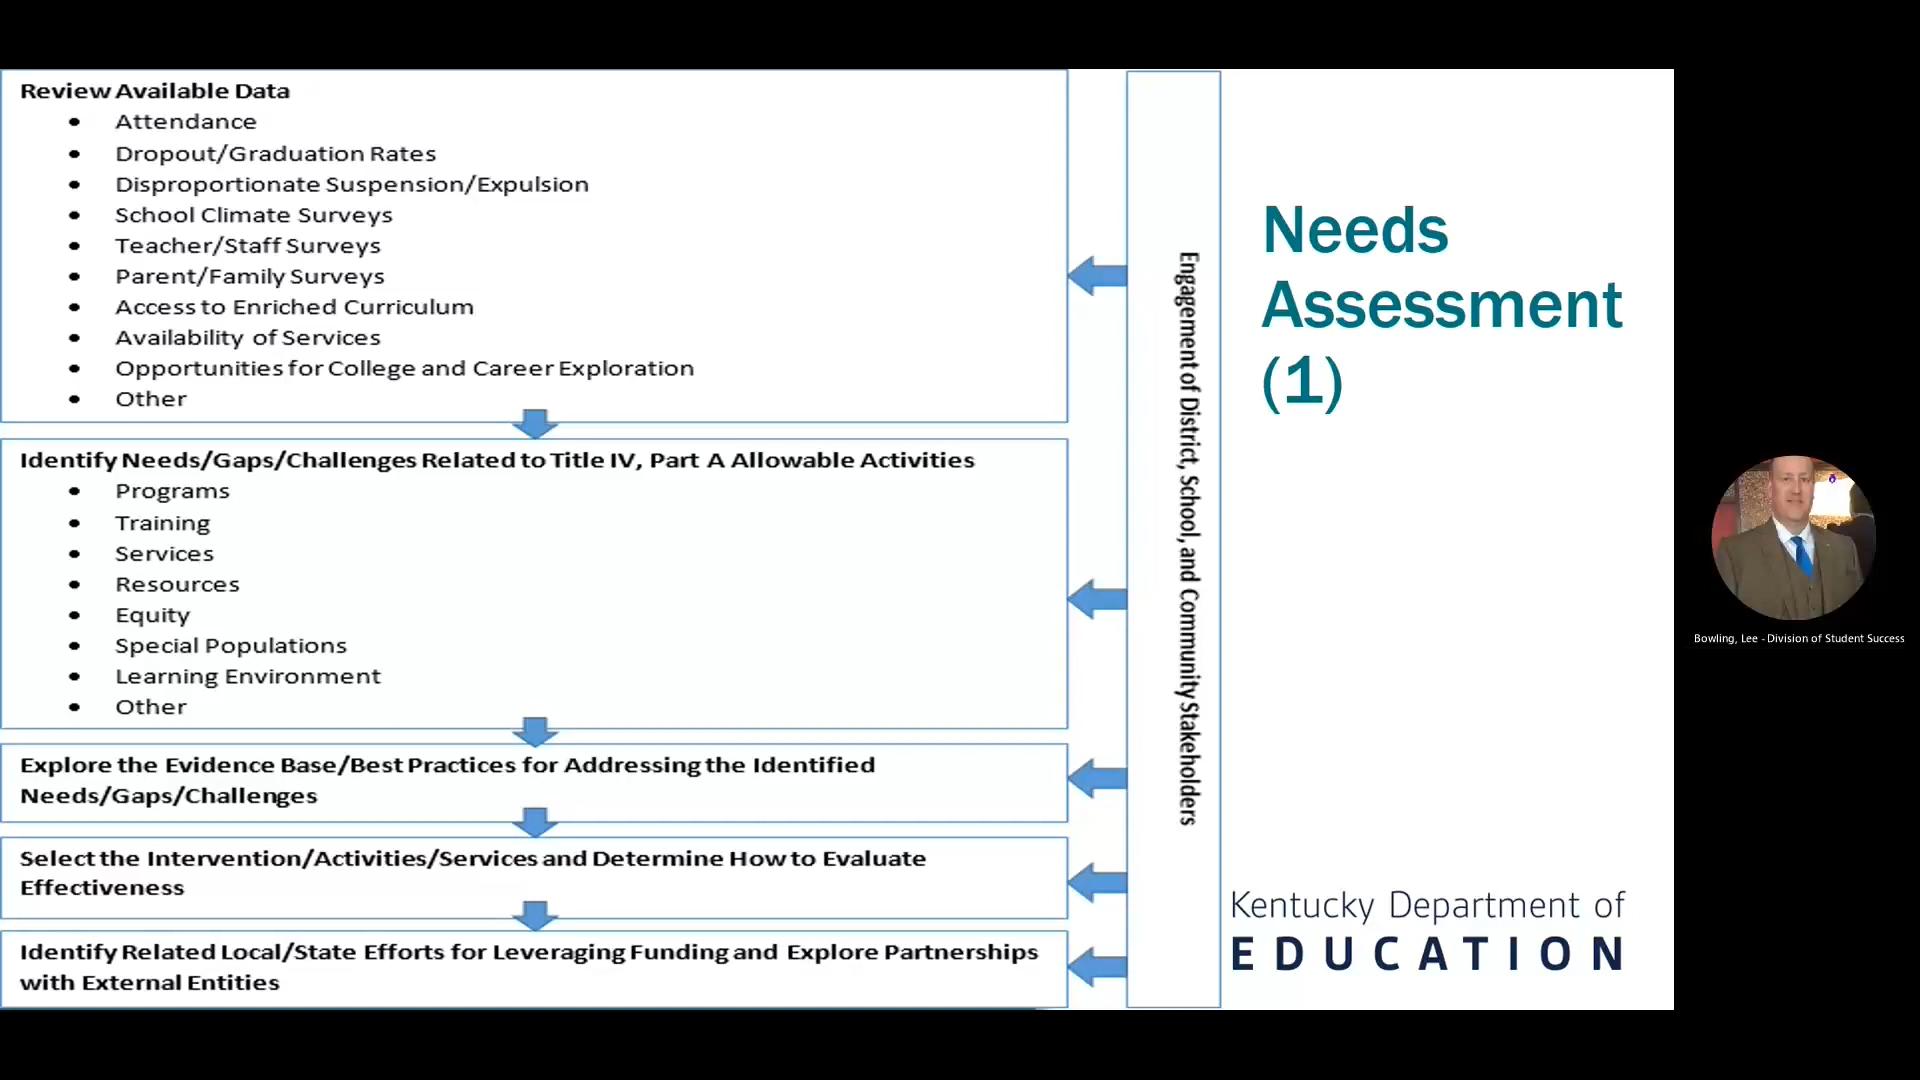 Review Available Data
• Attendance
• Dropout/Graduation Rates
• Disproportionate Suspension/Expulsion
• School Climate Surveys
• Teacher/Staff Surveys
• Parent/Family Surveys
• Access to Enriched Curriculum
• Availability of Services
• Opportunities for College and Career Exploration
• Other
Identify Needs/Gaps/Challenges Related to Title IV, Part A Allowable Activities
• Programs
• Training
• Services
• Resources
• Equity
• Special Populations
• Learning Environment
• Other
Explore the Evidence Base/Best Practices for Addressing the Identified
Needs/Gaps/Challenges
Select the Intervention/Activities/Services and Determine How to Evaluate
Effectiveness
Identify Related Local/State Efforts for Leveraging Funding and Explore Partnerships
with External Entities
Engagement of District, School, and Community Stakeholders
Needs
Assessment
(1)
Kentucky Department of
EDUCATION
Bowling, Lee - Division of Student Success